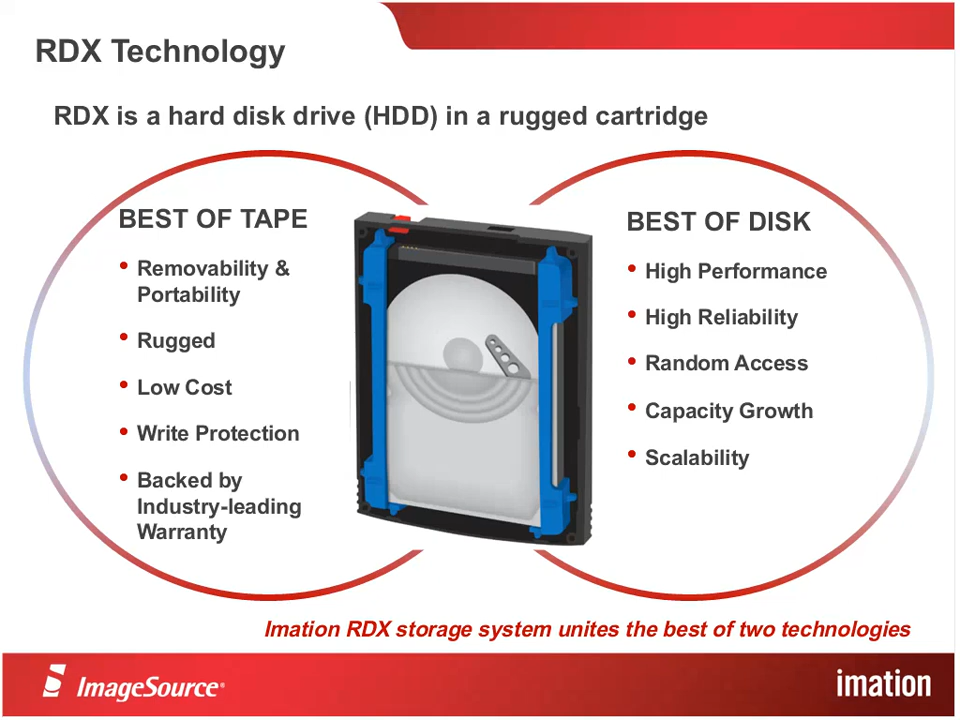 RDX Technology
RDX is a hard disk drive (HDD) in a rugged cartridge
BEST OF TAPE
• Removability &
Portability
• Rugged
• Low Cost
• Write Protection
• Backed by
Industry-leading
Warranty
BEST OF DISK
• High Performance
• High Reliability
• Random Access
• Capacity Growth
• Scalability
Imation RDX storage system unites the best of two technologies
ImageSource®
imation